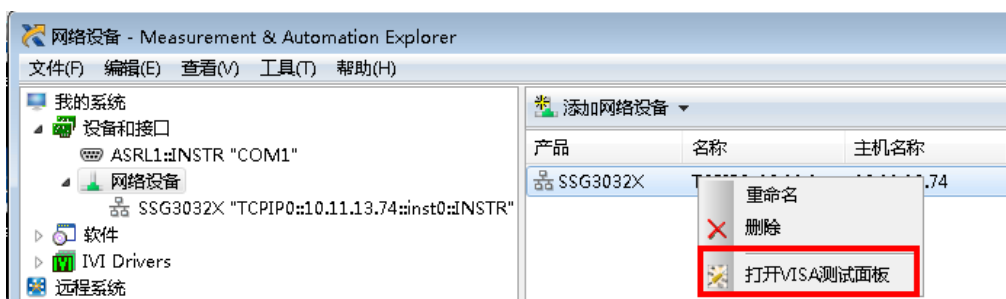 网络设备 - Measurement & Automation Explorer
文件(F) 编辑(E) 查看(V) 工具(T) 帮助(H)
我的系统
设备和接口
ASRL1::INSTR "COM1"
网络设备
SSG3032X "TCPIP0::10.11.13.74::inst0::INSTR"
软件
IVI Drivers
远程系统
添加网络设备
产品 名称 主机名称
SSG3032X .74
重命名
删除
打开VISA测试面板